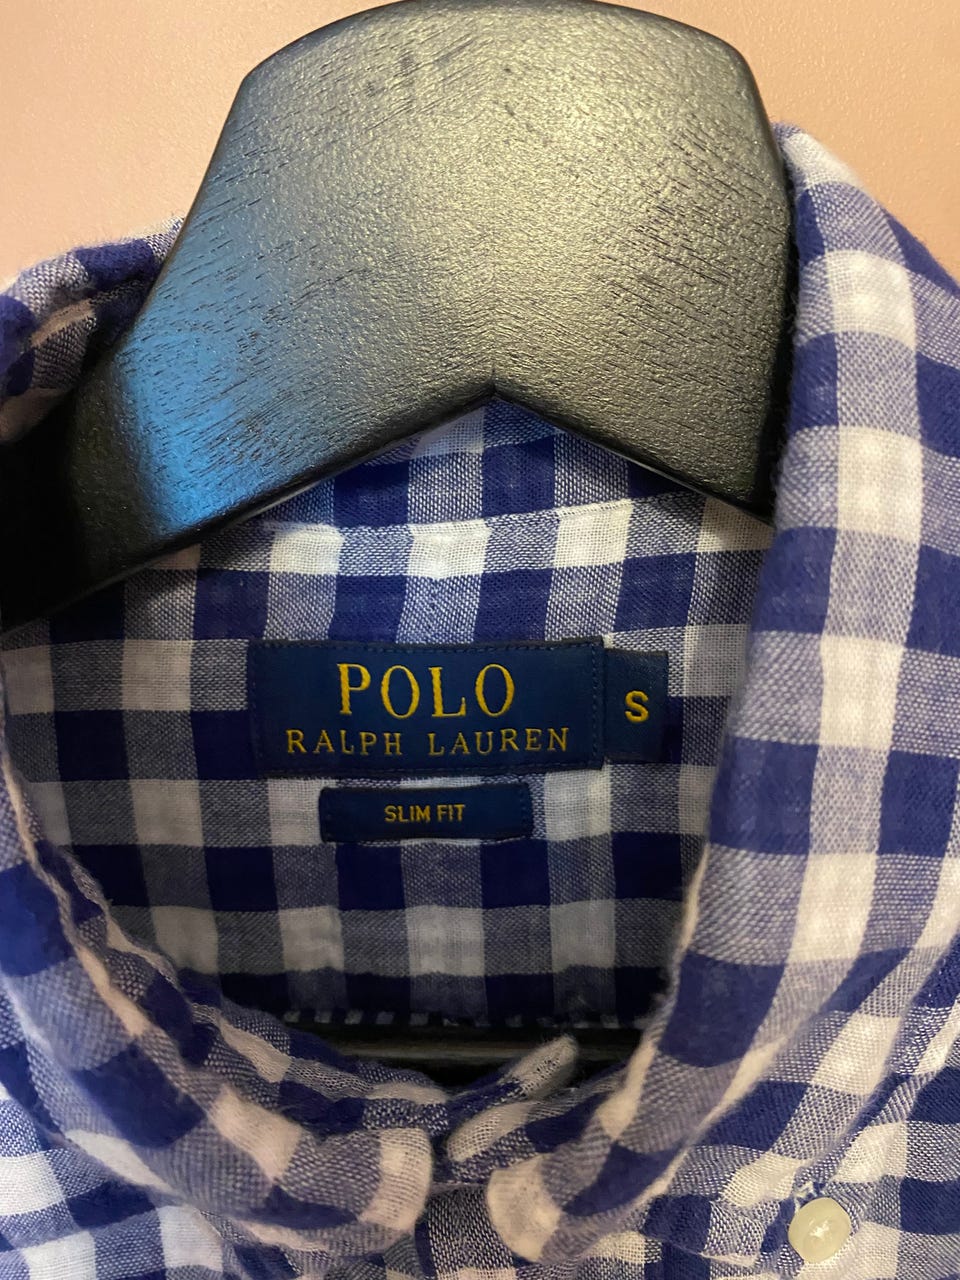 POLO
RALPH LAUREN
S
SLIM FIT